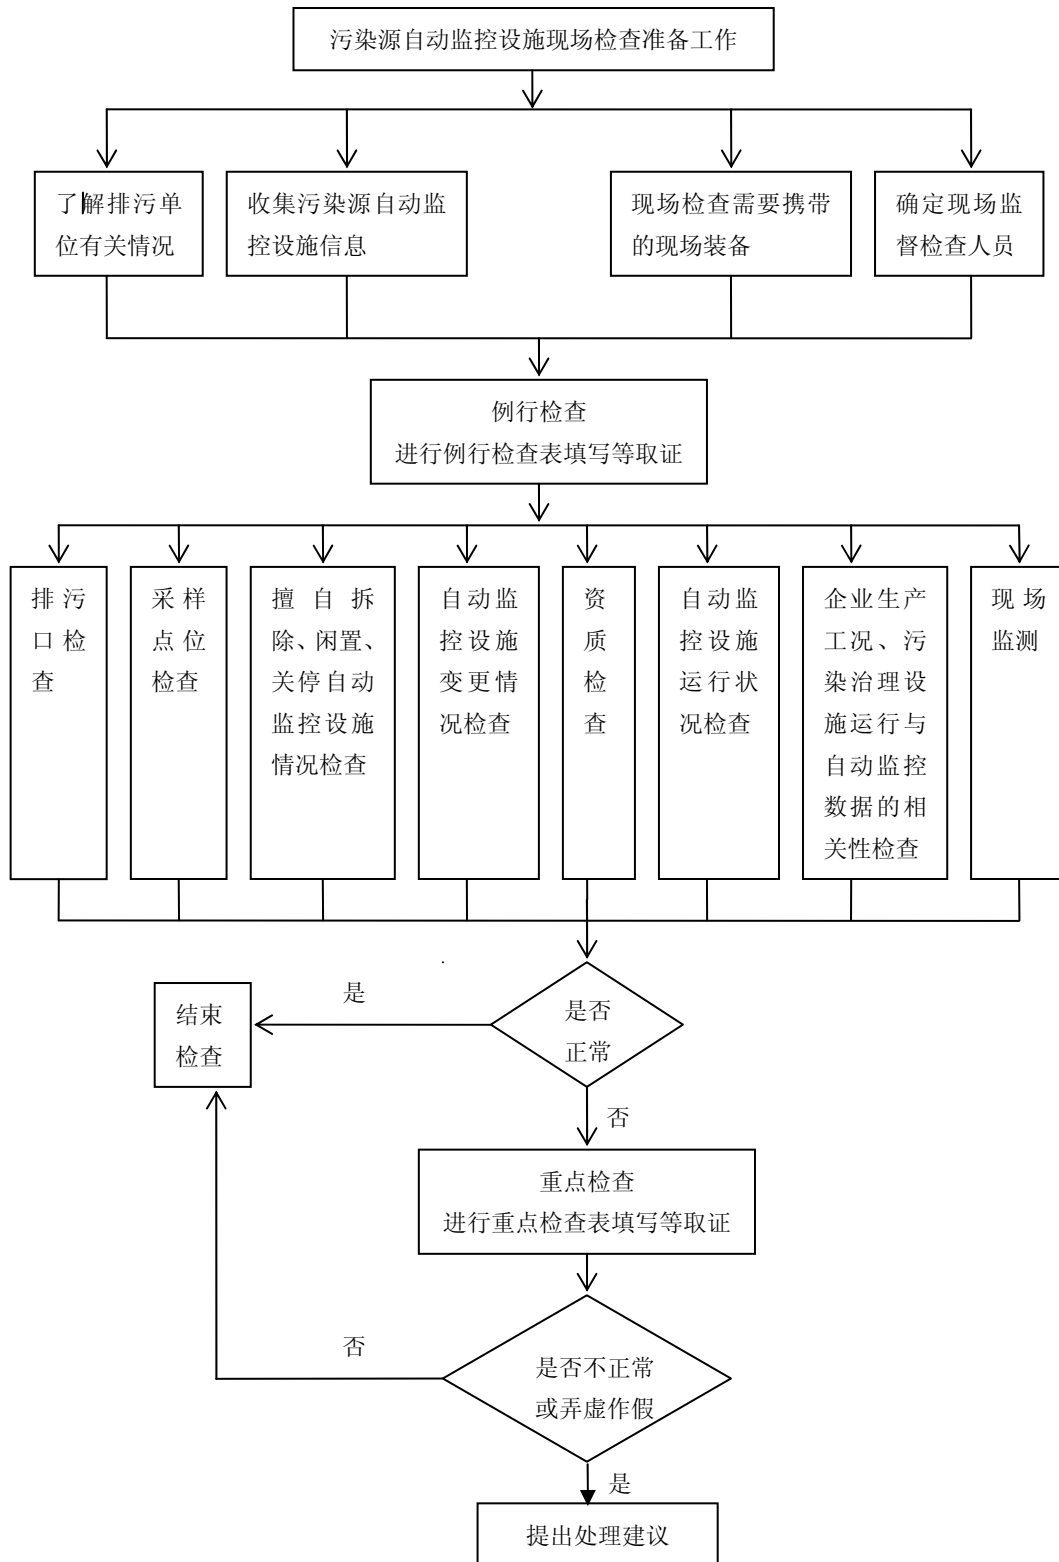 污染源自动监控设施现场检查准备工作
了解排污单
位有关情况
收集污染源自动监
控设施信息
现场检查需要携带
的现场装备
确定现场监
督检查人员
例行检查
进行例行检查表填写等取证
排污
口检
查
采样
点位
检查
擅自拆
除、闲置、
关停自动
监控设施
情况检查
自动监
控设施
变更情
况检查
资
质
检
查
自动监
控设施
运行状
况检查
企业生产
工况、污
染治理设
施运行与
自动监控
数据的相
关性检查
现场
监测
是否
正常
是
结束
检查
否
重点检查
进行重点检查表填写等取证
否
是否不正常
或弄虚作假
是
提出处理建议